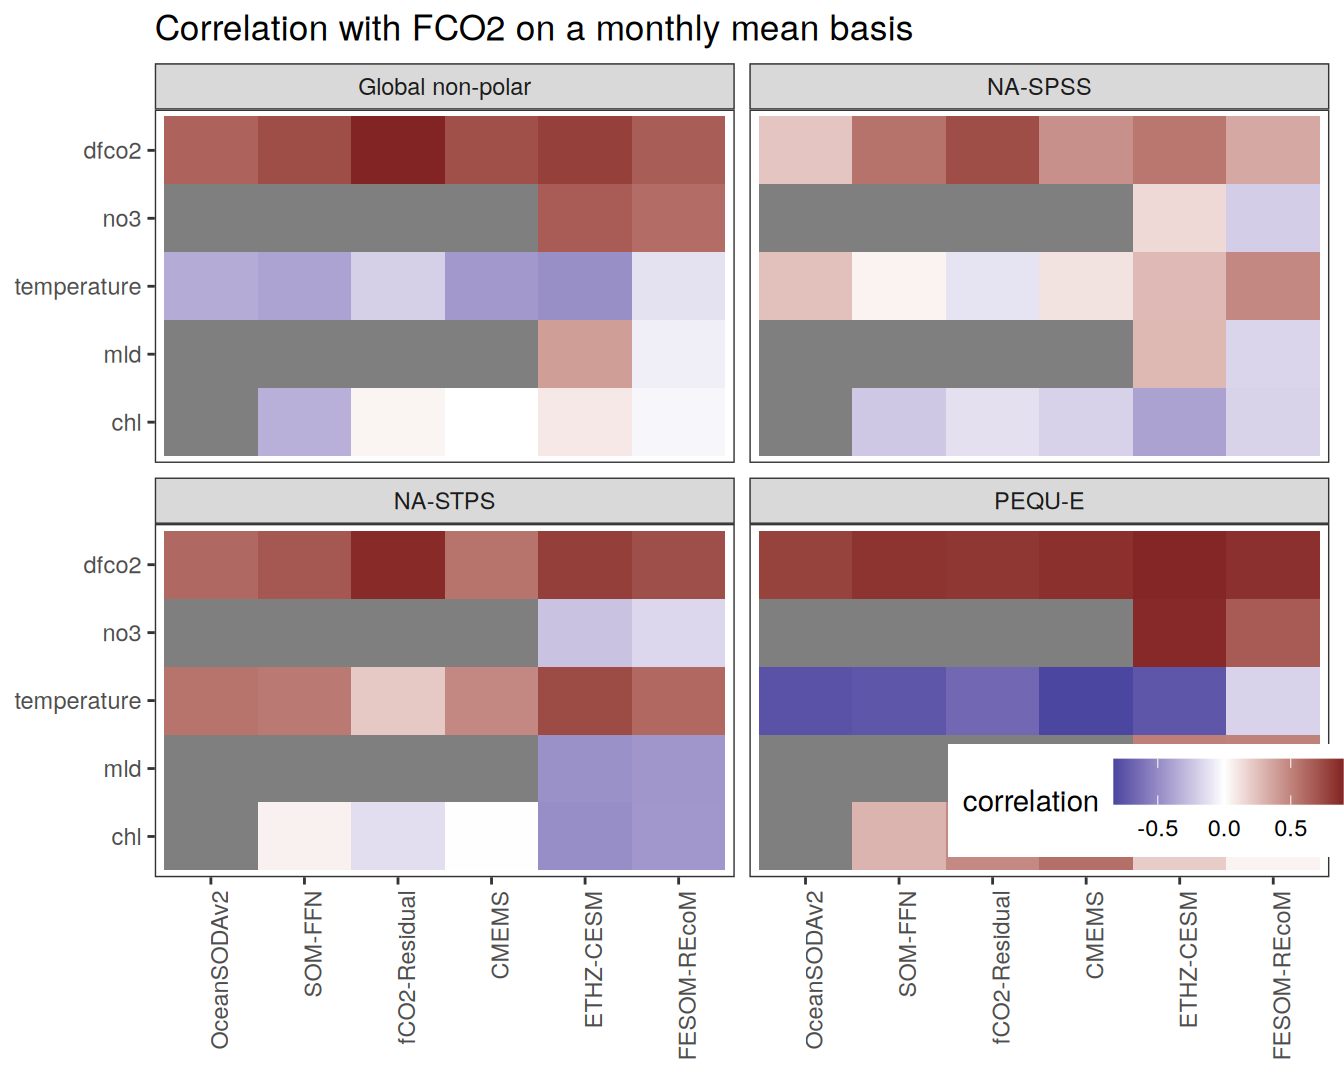 Correlation with FCO2 on a monthly mean basis
Global non-polar
NA-SPSS
dfco2
no3
temperature
mld
chl
NA-STPS
PEQU-E
dfco2
no3
temperature
mld
chl
correlation
-0.5 0.0 0.5
OceanSODAv2
SOM-FFN
fCO2-Residual
CMEMS
ETHZ-CESM
FESOM-REcoM
OceanSODAv2
SOM-FFN
fCO2-Residual
CMEMS
ETHZ-CESM
FESOM-REcoM